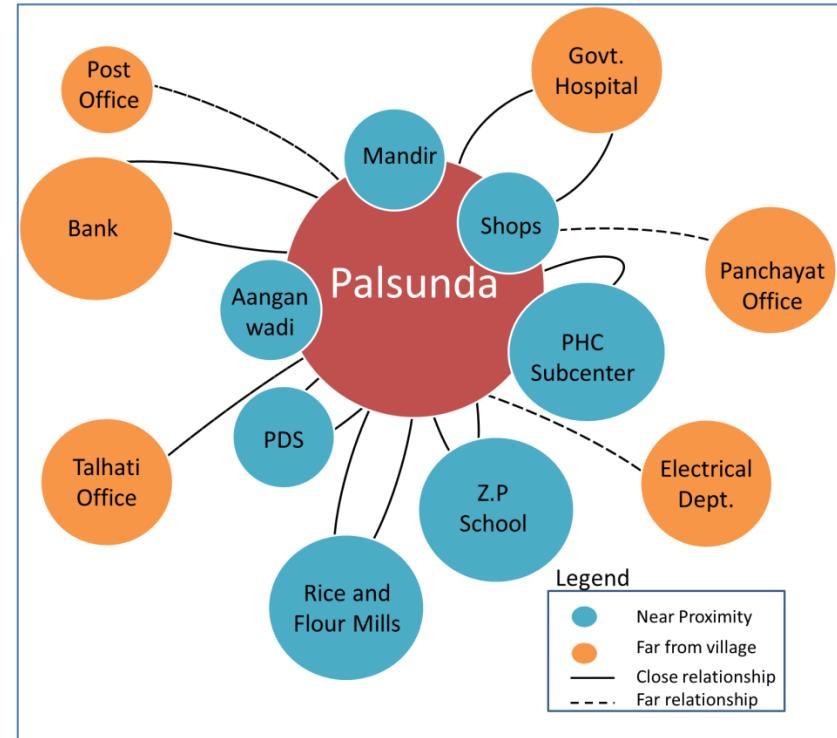 Post
Office
Govt.
Hospital
Mandir
Bank
Shops
Panchayat
Office
Palsunda
Aangan
wadi
PHC
Subcenter
PDS
Talhati
Office
Electrical
Dept.
Z.P
School
Rice and
Flour Mills
Legend
Near Proximity
Far from village
Close relationship
Far relationship